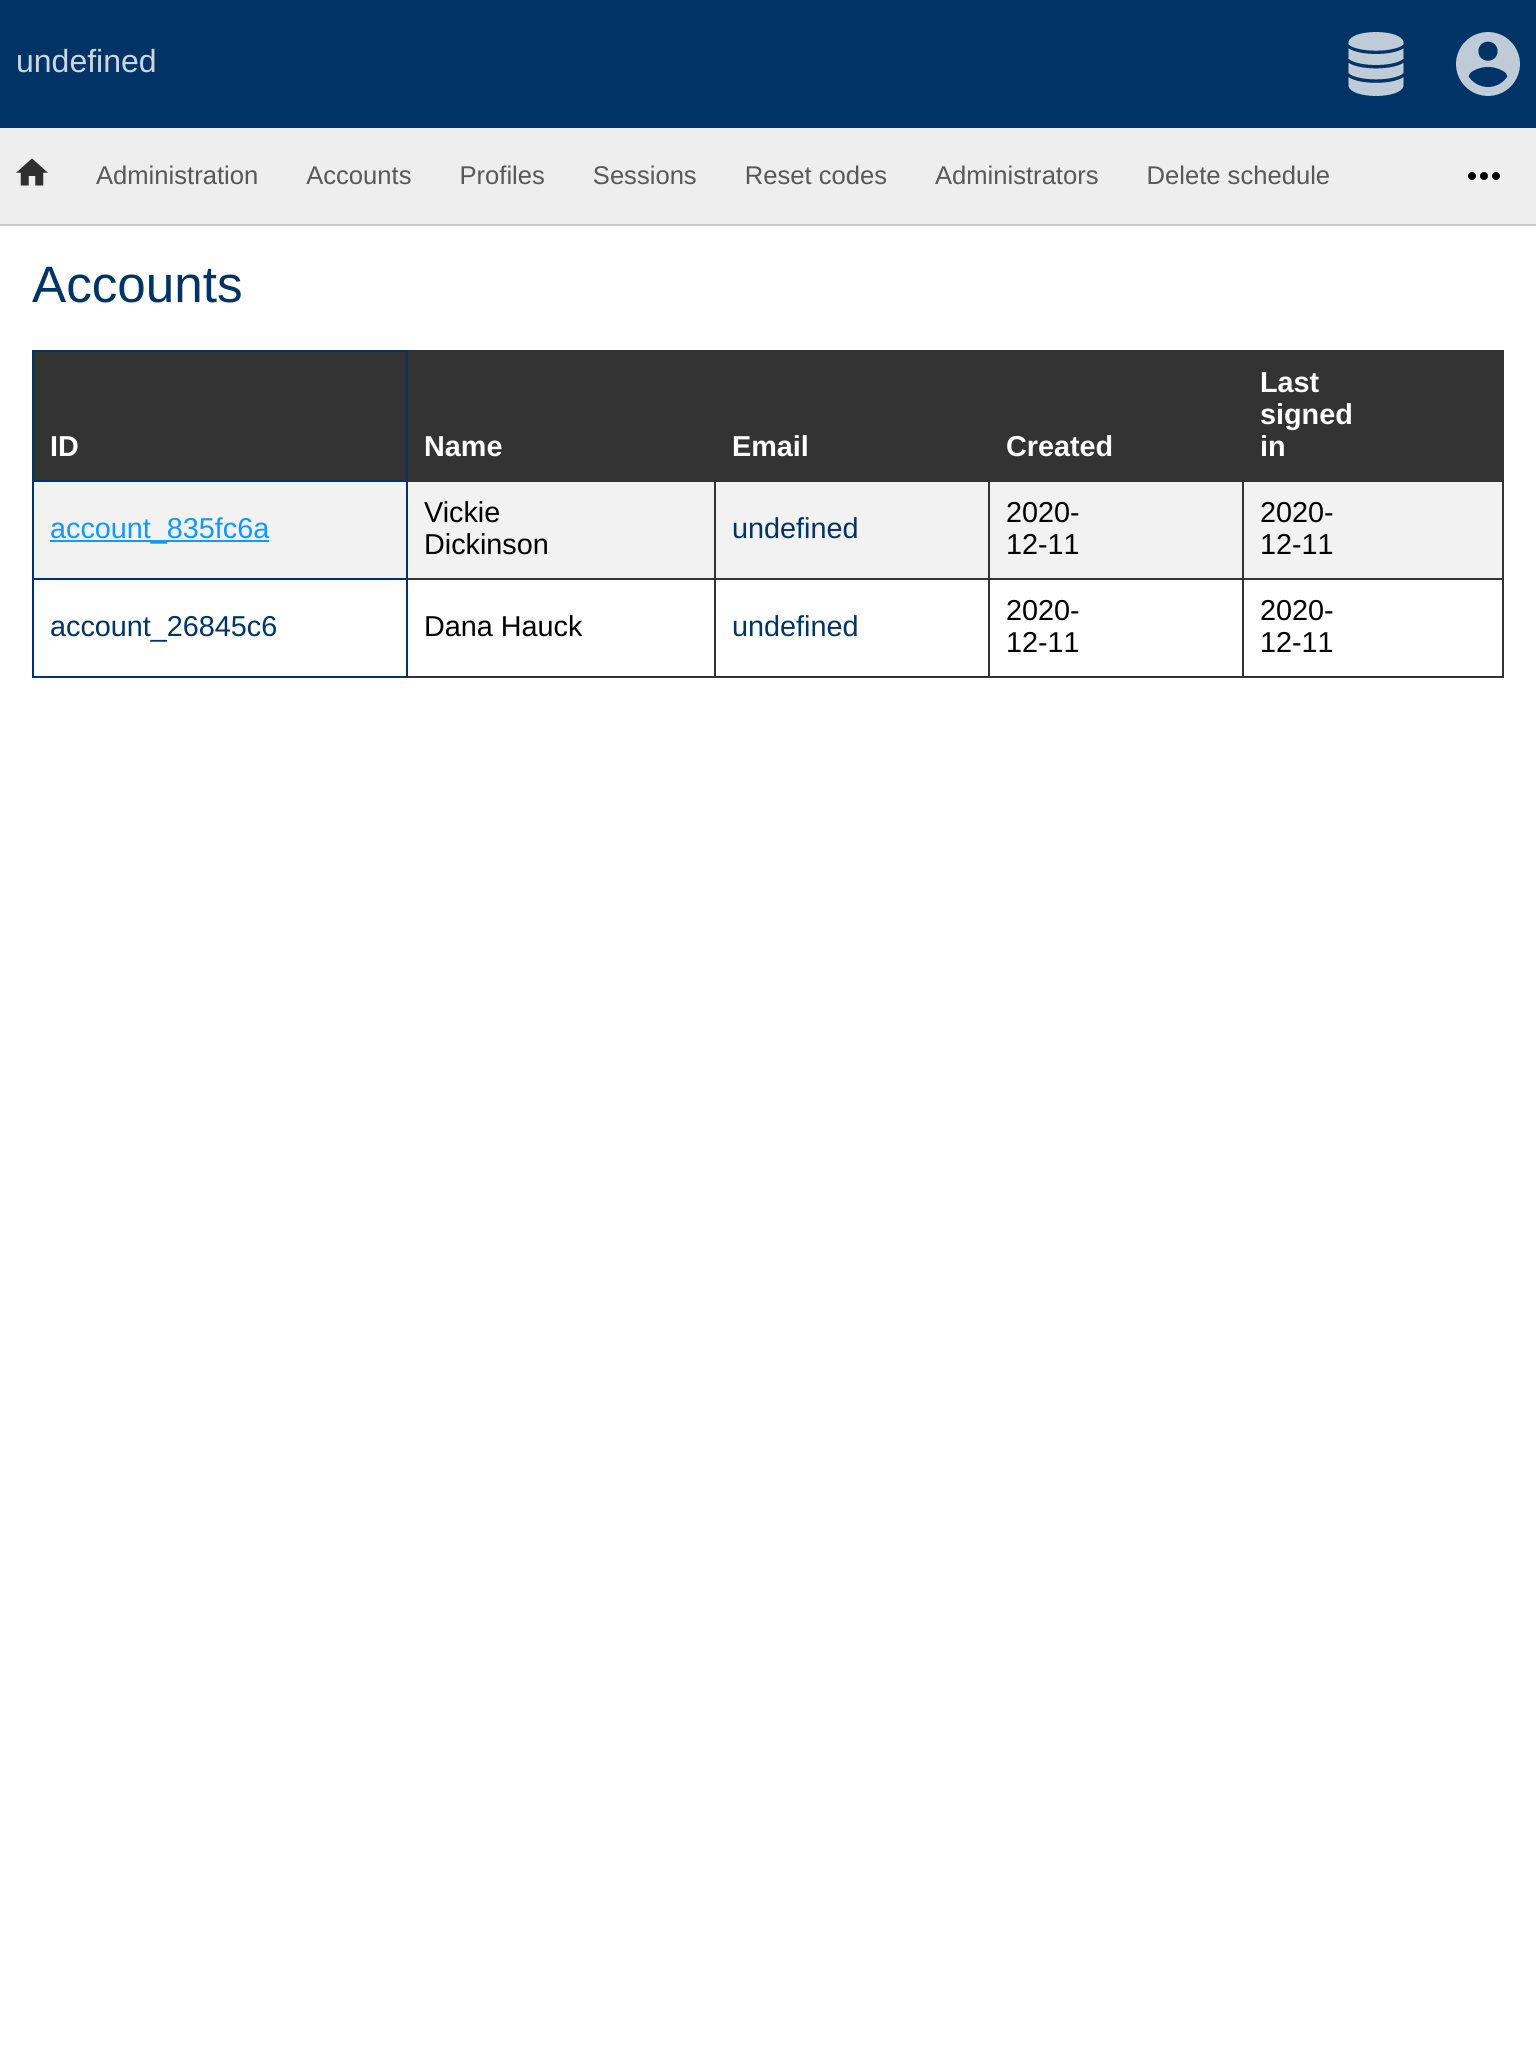 undefined
Administration Accounts Profiles Sessions Reset codes Administrators Delete schedule
Accounts
ID Name Email Created Last signed in
account_835fc6a Vickie Dickinson undefined 2020-12-11 2020-12-11
account_26845c6 Dana Hauck undefined 2020-12-11 2020-12-11